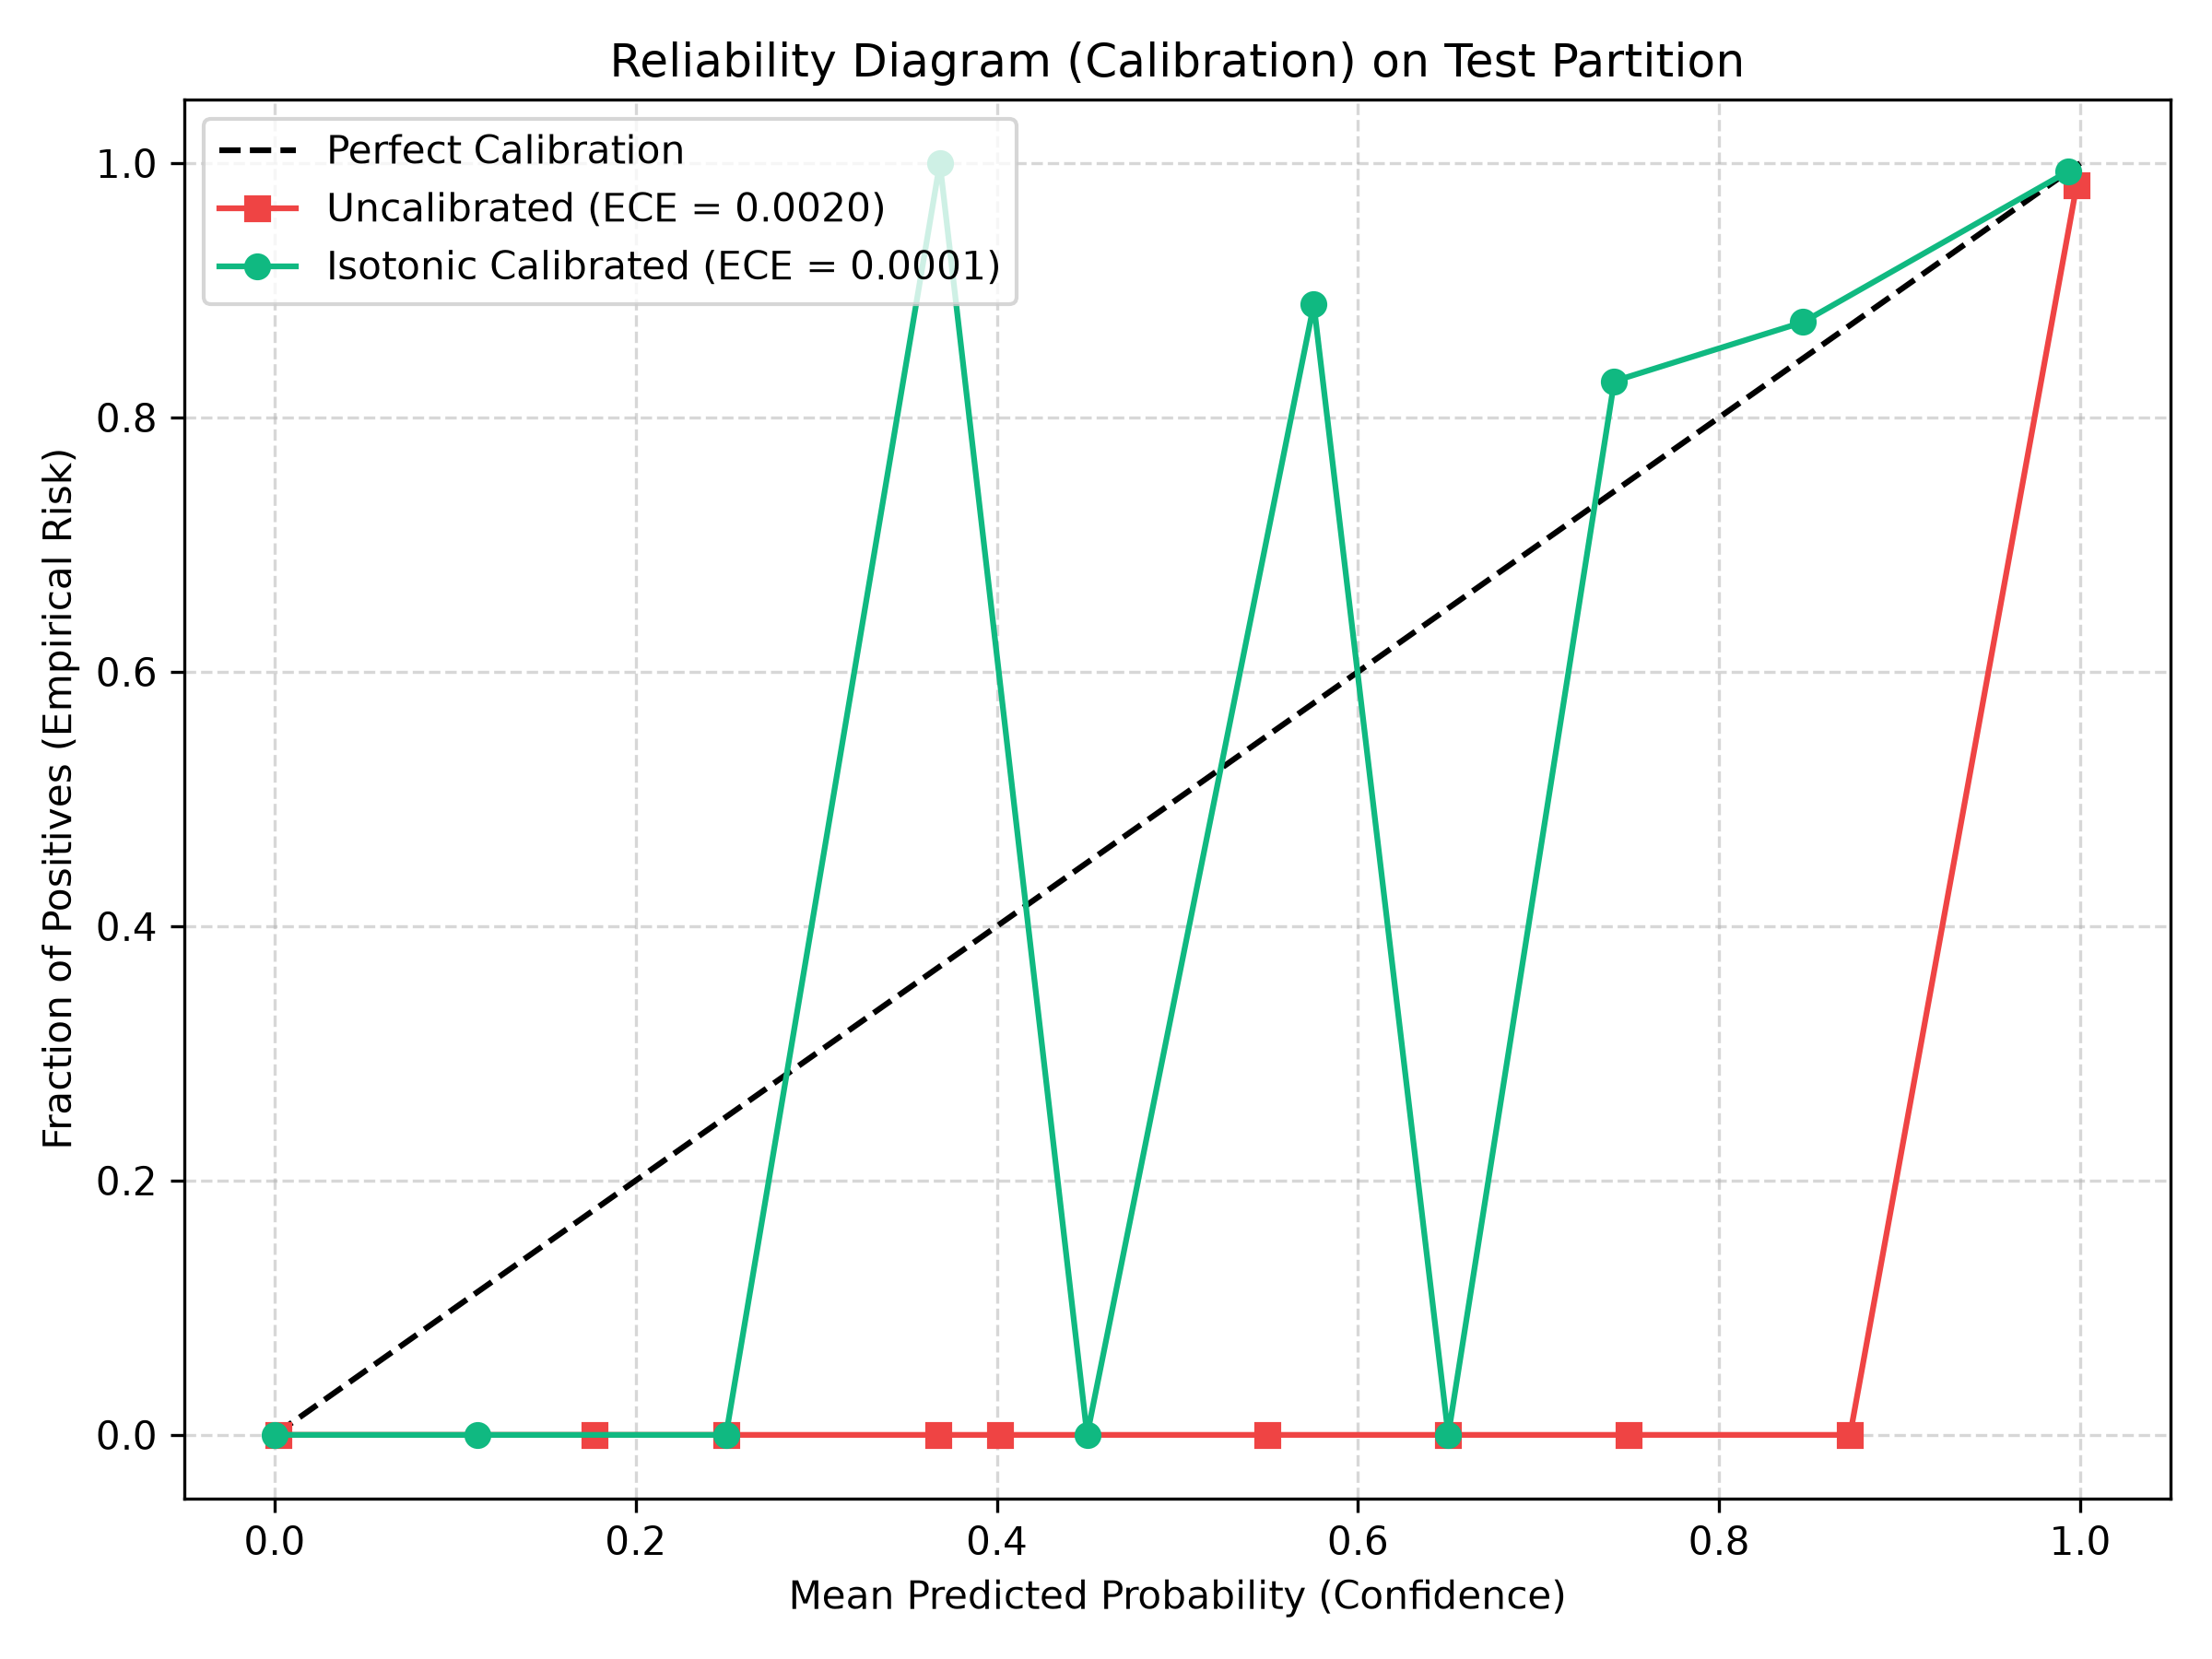 Reliability Diagram (Calibration) on Test Partition
Perfect Calibration
Uncalibrated (ECE = 0.0020)
Isotonic Calibrated (ECE = 0.0001)
1.0
0.8
0.6
0.4
0.2
0.0
Fraction of Positives (Empirical Risk)
0.0 0.2 0.4 0.6 0.8 1.0
Mean Predicted Probability (Confidence)